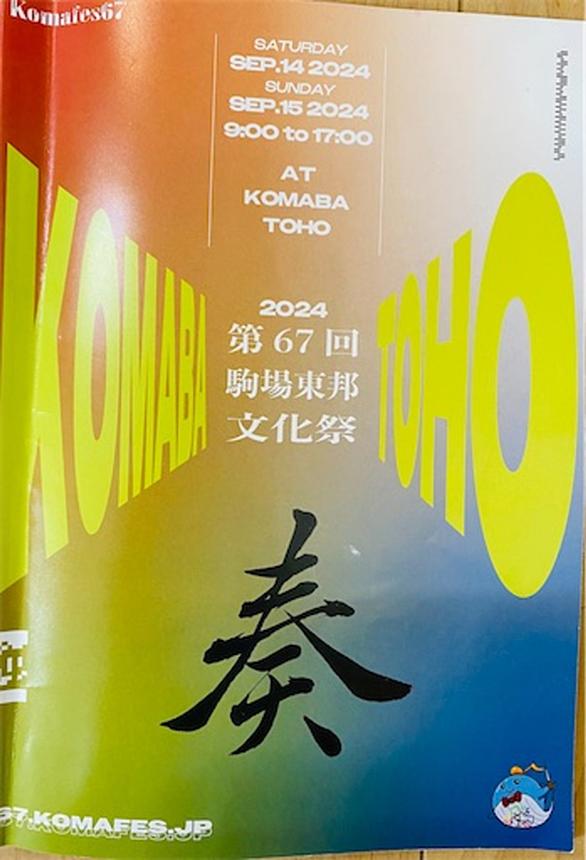 Komafes67
SATURDAY
SEP.14 2024
SUNDAY
SEP.15 2024
9:00 to 17:00
AT
KOMABA
TOHO
KOMABA
TOHO
2024
第67回
駒場東邦
文化祭
奏
67.KOMAFES.JP